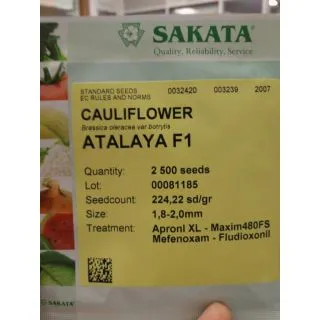 SAKATA®
Quality, Reliability, Service
STANDARD SEEDS 0032420 003239 2007
EC RULES AND NORMS
CAULIFLOWER
Brassica oleracea var.botrytis
ATALAYA F1
Quantity: 2 500 seeds
Lot: 00081185
Seedcount: 224,22 sd/gr
Size: 1,8-2,0mm
Treatment: Apronl XL - Maxim480FS
Mefenoxam - Fludioxonil
SAKATA